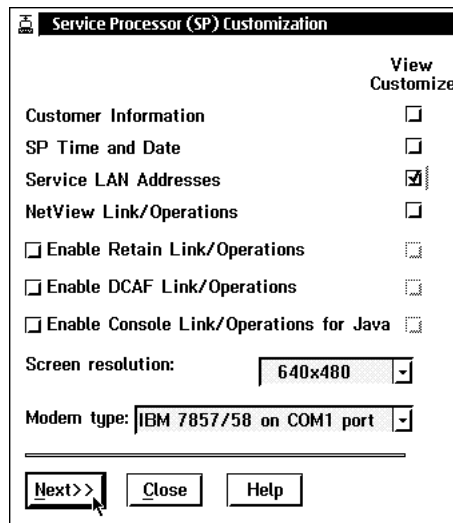 Service Processor (SP) Customization
View
Customize
Customer Information
SP Time and Date
Service LAN Addresses
NetView Link/Operations
Enable Retain Link/Operations
Enable DCAF Link/Operations
Enable Console Link/Operations for Java
Screen resolution: 640x480
Modem type: IBM 7857/58 on COM1 port
Next>> Close Help